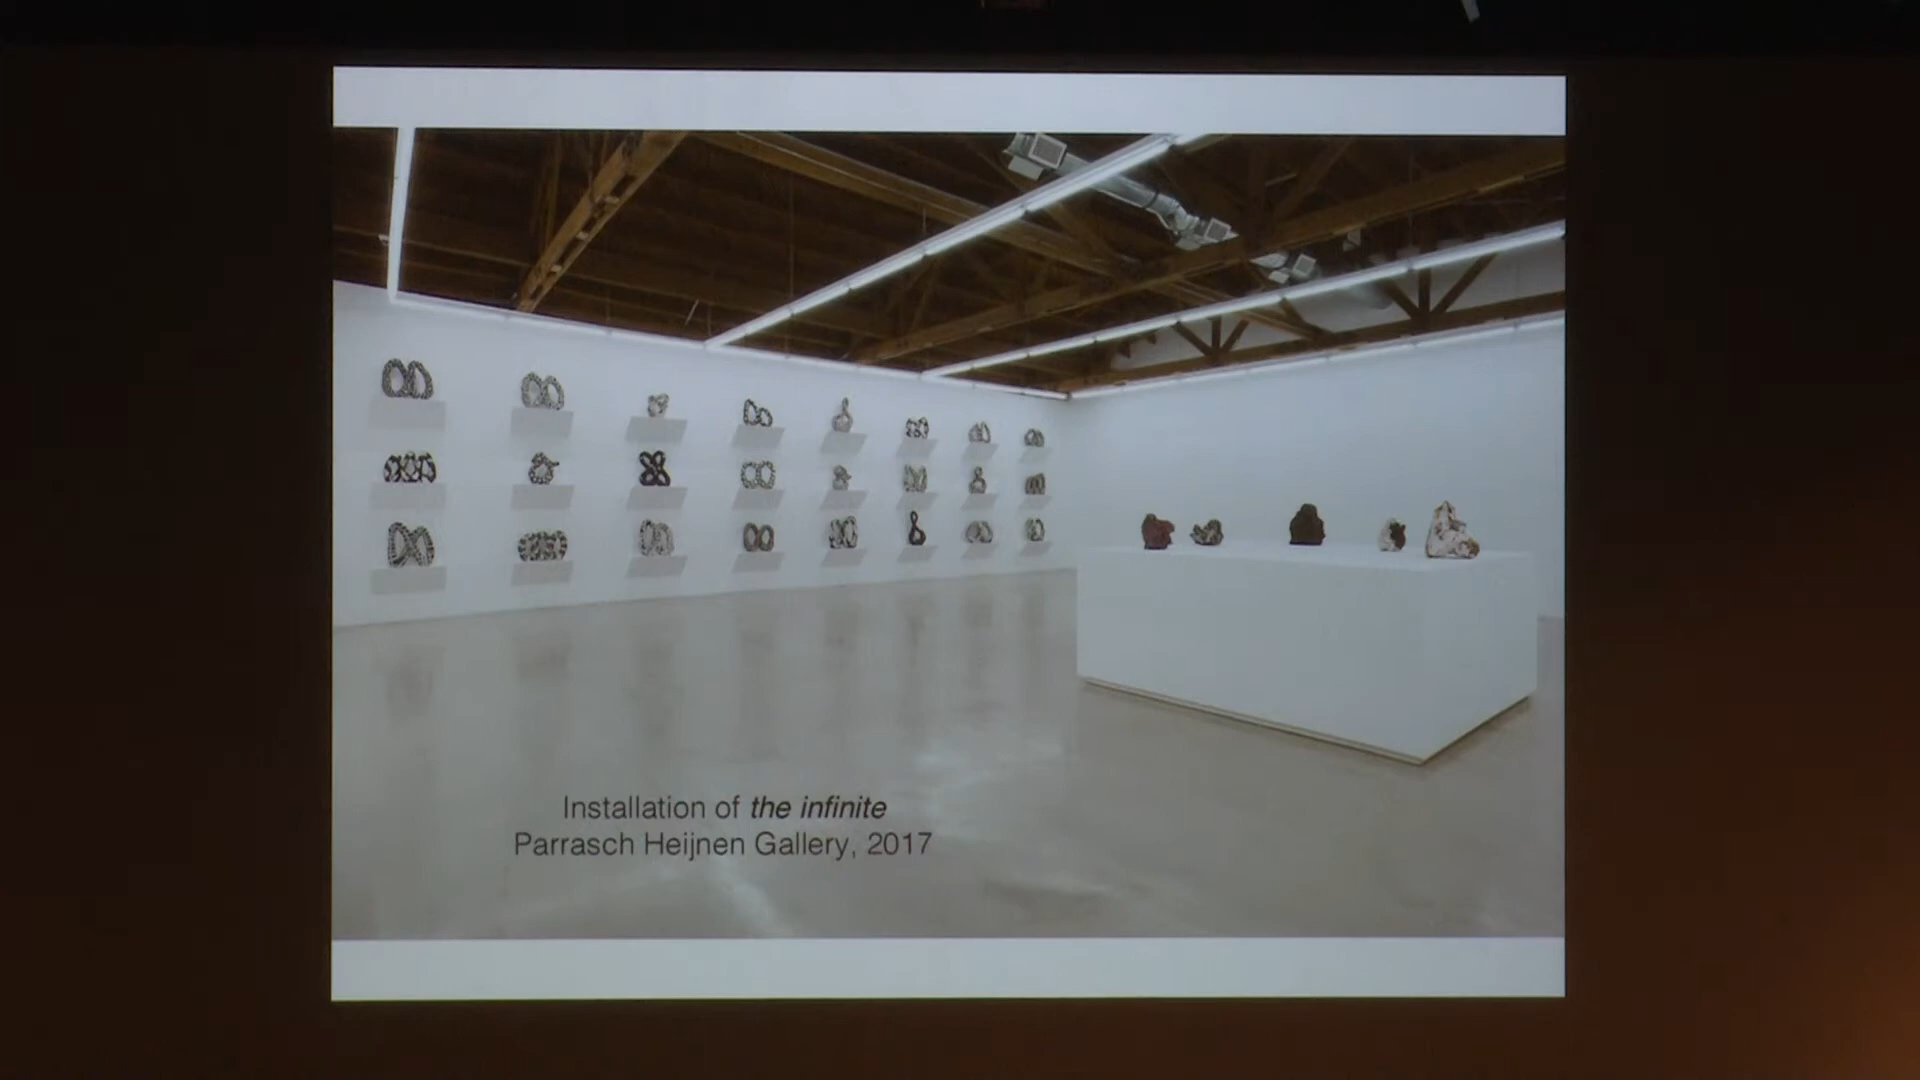 Installation of the infinite
Parrasch Heijnen Gallery, 2017